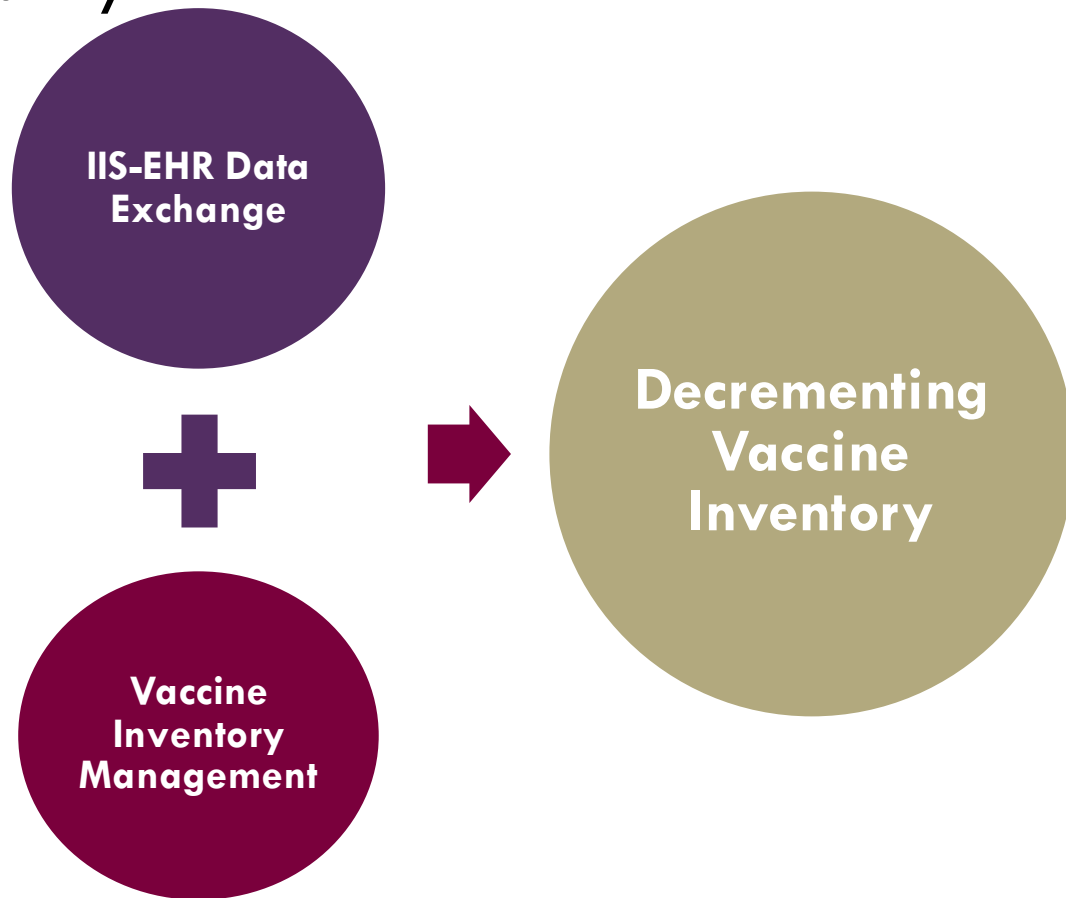 IIS-EHR Data
Exchange
Decrementing
Vaccine
Inventory
Vaccine
Inventory
Management